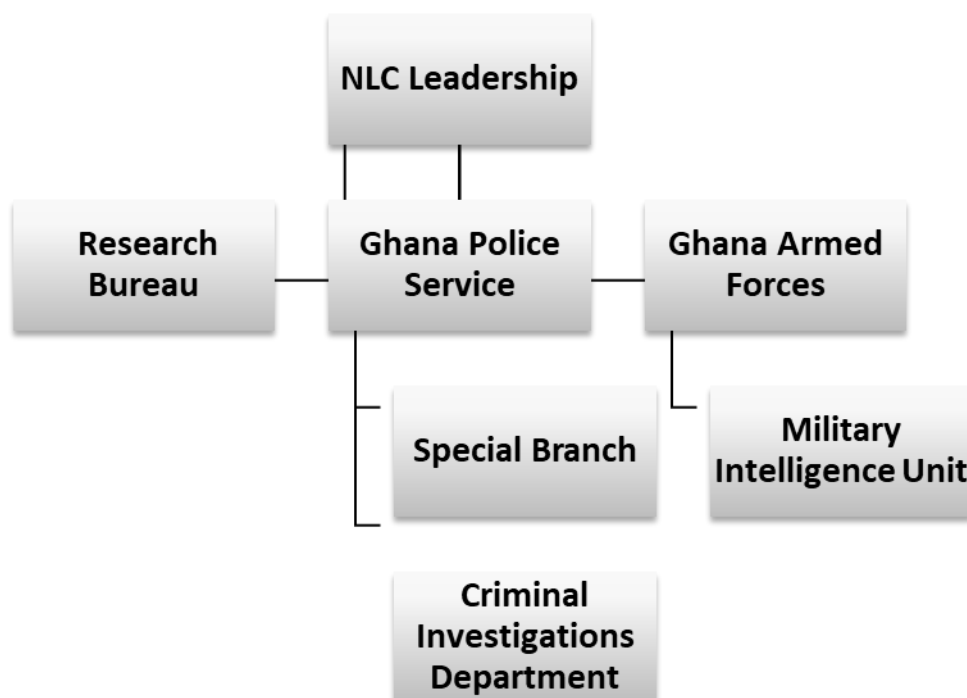 NLC Leadership
Research
Bureau
Ghana Police
Service
Ghana Armed
Forces
Special Branch
Military
Intelligence Unit
Criminal
Investigations
Department